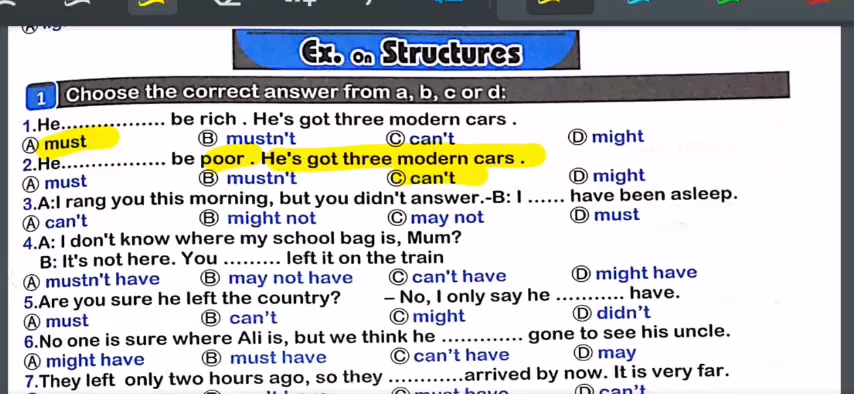 Ex. on Structures
1 Choose the correct answer from a, b, c or d:
1.He.................. be rich . He's got three modern cars .
Ⓐ must Ⓑ mustn't Ⓒ can't Ⓓ might
2.He.................. be poor . He's got three modern cars .
Ⓐ must Ⓑ mustn't Ⓒ can't Ⓓ might
3.A:I rang you this morning, but you didn't answer.-B: I ...... have been asleep.
Ⓐ can't Ⓑ might not Ⓒ may not Ⓓ must
4.A: I don't know where my school bag is, Mum?
B: It's not here. You ......... left it on the train
Ⓐ mustn't have Ⓑ may not have Ⓒ can't have Ⓓ might have
5.Are you sure he left the country? – No, I only say he ........... have.
Ⓐ must Ⓑ can't Ⓒ might Ⓓ didn't
6.No one is sure where Ali is, but we think he ............. gone to see his uncle.
Ⓐ might have Ⓑ must have Ⓒ can't have Ⓓ may
7.They left only two hours ago, so they ............arrived by now. It is very far.
Ⓒ must have Ⓓ can't